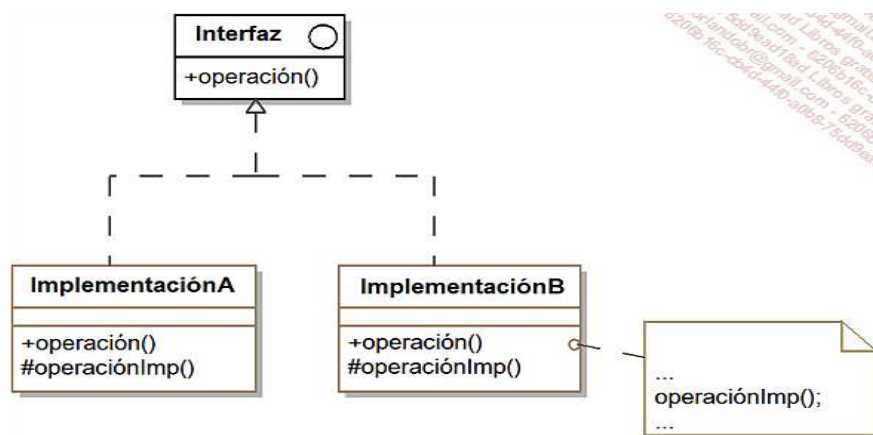 Interfaz
+operación()
ImplementaciónA
+operación()
#operaciónImp()
ImplementaciónB
+operación()
#operaciónImp()
...
operaciónImp();
...